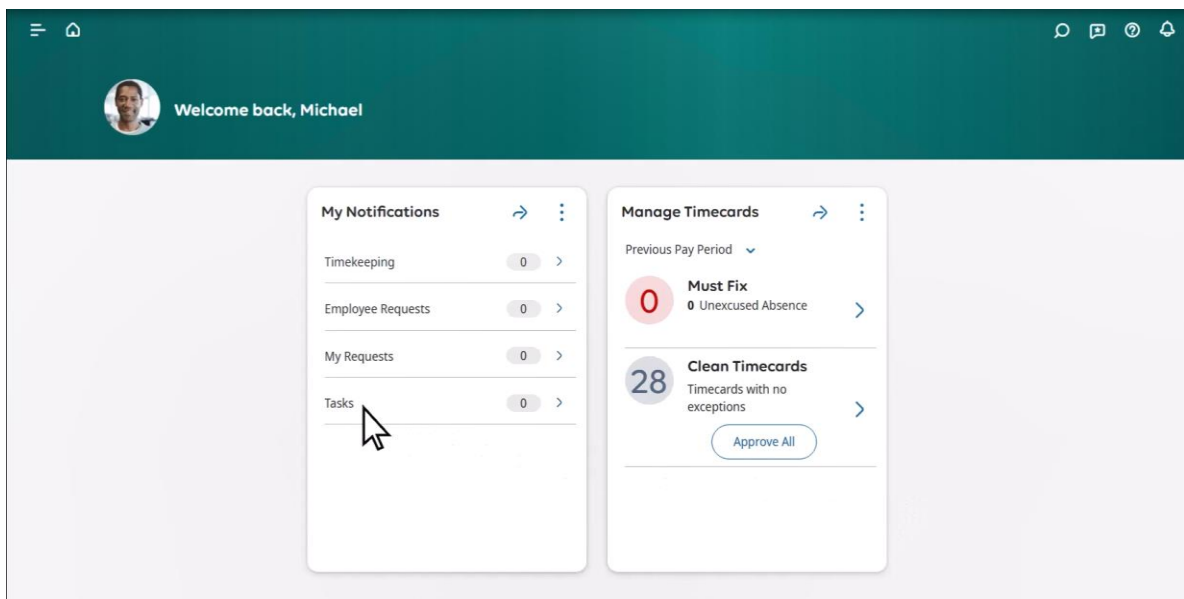 Welcome back, Michael
My Notifications
Timekeeping 0
Employee Requests 0
My Requests 0
Tasks 0
Manage Timecards
Previous Pay Period
0
Must Fix
0 Unexcused Absence
28
Clean Timecards
Timecards with no
exceptions
Approve All